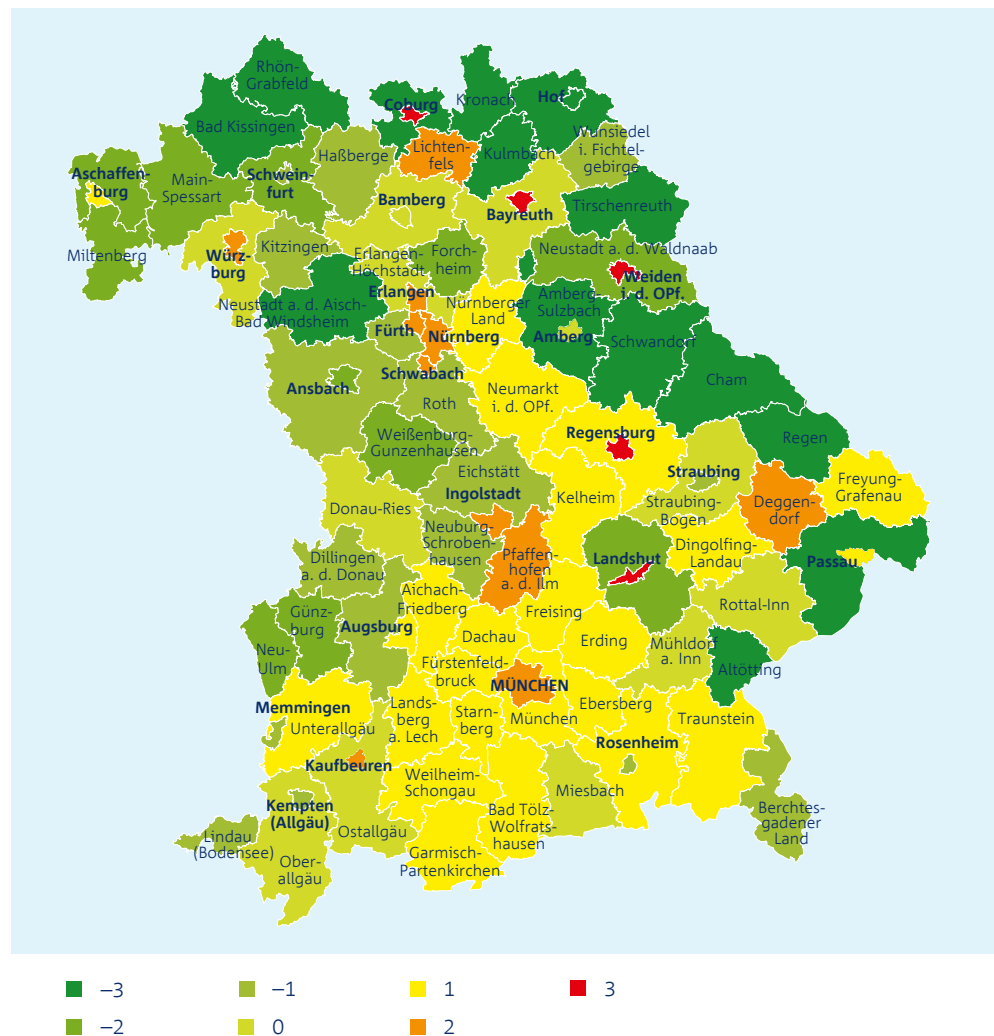 Rhön-
Grabfeld
Bad Kissingen
Coburg
Kronach
Hof
Wunsiedel
i. Fichtel-
gebirge
Haßberge
Lichten-
fels
Kulmbach
Aschaffen-
burg
Main-
Spessart
Schwein-
furt
Bamberg
Bayreuth
Tirschenreuth
Miltenberg
Würz-
burg
Kitzingen
Erlangen-
Höchstadt
Forch-
heim
Neustadt a. d. Waldnaab
Weiden
i. d. OPf.
Erlangen
Neustadt a. d. Aisch-
Bad Windsheim
Nürnberger
Land
Amberg-
Sulzbach
Fürth
Nürnberg
Amberg
Schwandorf
Schwabach
Ansbach
Roth
Neumarkt
i. d. OPf.
Cham
Weißenburg-
Gunzenhausen
Regensburg
Regen
Eichstätt
Ingolstadt
Straubing
Freyung-
Grafenau
Donau-Ries
Kelheim
Straubing-
Bogen
Deggen-
dorf
Neuburg-
Schroben-
hausen
Pfaffen-
hofen
a. d. Ilm
Landshut
Dingolfing-
Landau
Passau
Dillingen
a. d. Donau
Aichach-
Friedberg
Freising
Rottal-Inn
Günz-
burg
Augsburg
Dachau
Erding
Mühldorf
a. Inn
Neu-
Ulm
Fürstenfeld-
bruck
Altötting
MÜNCHEN
Memmingen
Unterallgäu
Lands-
berg
a. Lech
Starn-
berg
München
Ebersberg
Traunstein
Rosenheim
Kaufbeuren
Weilheim-
Schongau
Miesbach
Kempten
(Allgäu)
Bad Tölz-
Wolfrats-
hausen
Berchtes-
gadener
Land
Lindau
(Bodensee)
Ostallgäu
Ober-
allgäu
Garmisch-
Partenkirchen
–3
–1
1
3
–2
0
2